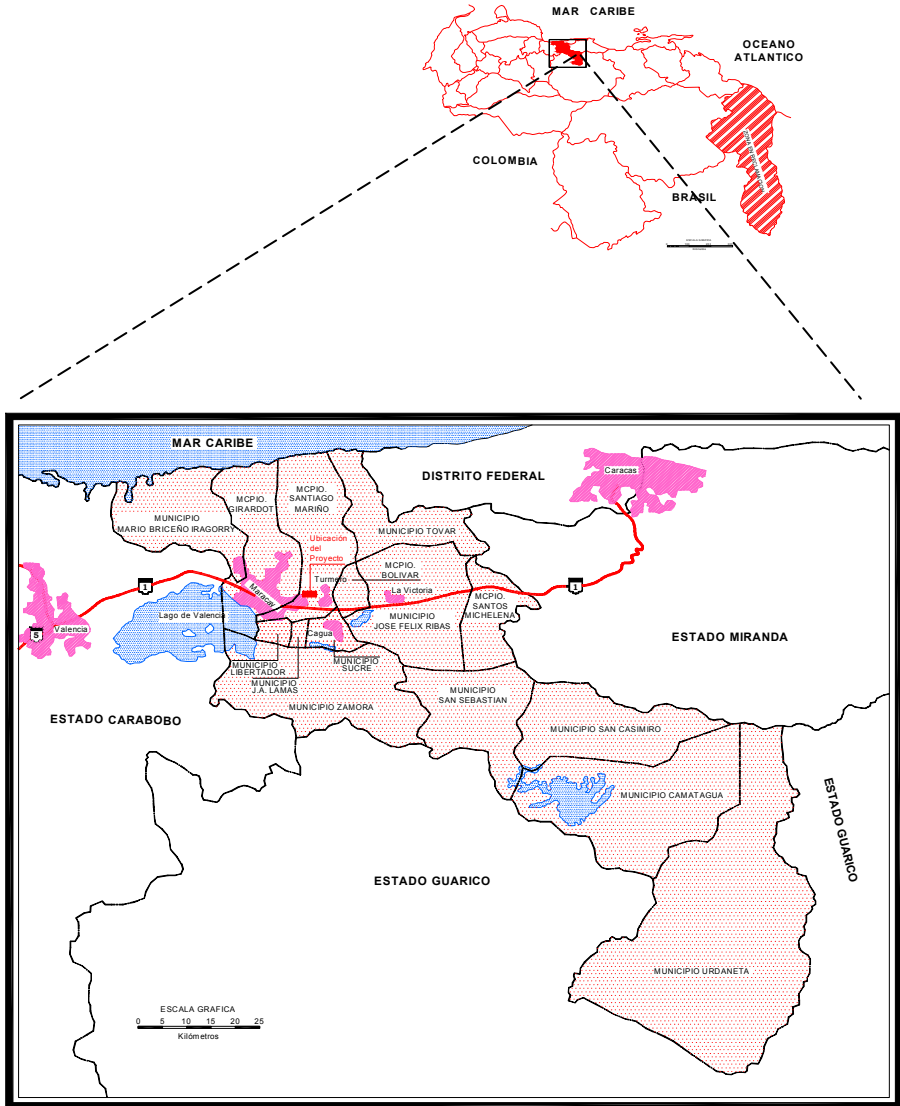 MAR CARIBE
OCEANO
ATLANTICO
COLOMBIA
BRASIL
MAR CARIBE
DISTRITO FEDERAL
Caracas
MCPIO.
GIRARDOT
MCPIO.
SANTIAGO
MARIÑO
MUNICIPIO
MARIO BRICEÑO IRAGORRY
MUNICIPIO TOVAR
Ubicación
del
Proyecto
MCPIO.
BOLIVAR
Turmero
1
1
Maracay
La Victoria
MCPIO.
SANTOS
MICHELENA
Lago de Valencia
MUNICIPIO
JOSE FELIX RIBAS
5
Valencia
Cagua
ESTADO MIRANDA
MUNICIPIO
LIBERTADOR
MUNICIPIO
SUCRE
MUNICIPIO
J.A. LAMAS
MUNICIPIO
SAN SEBASTIAN
MUNICIPIO ZAMORA
ESTADO CARABOBO
MUNICIPIO SAN CASIMIRO
MUNICIPIO CAMATAGUA
ESTADO GUARICO
ESTADO GUARICO
MUNICIPIO URDANETA
ESCALA GRAFICA
0 5 10 15 20 25
Kilómetros